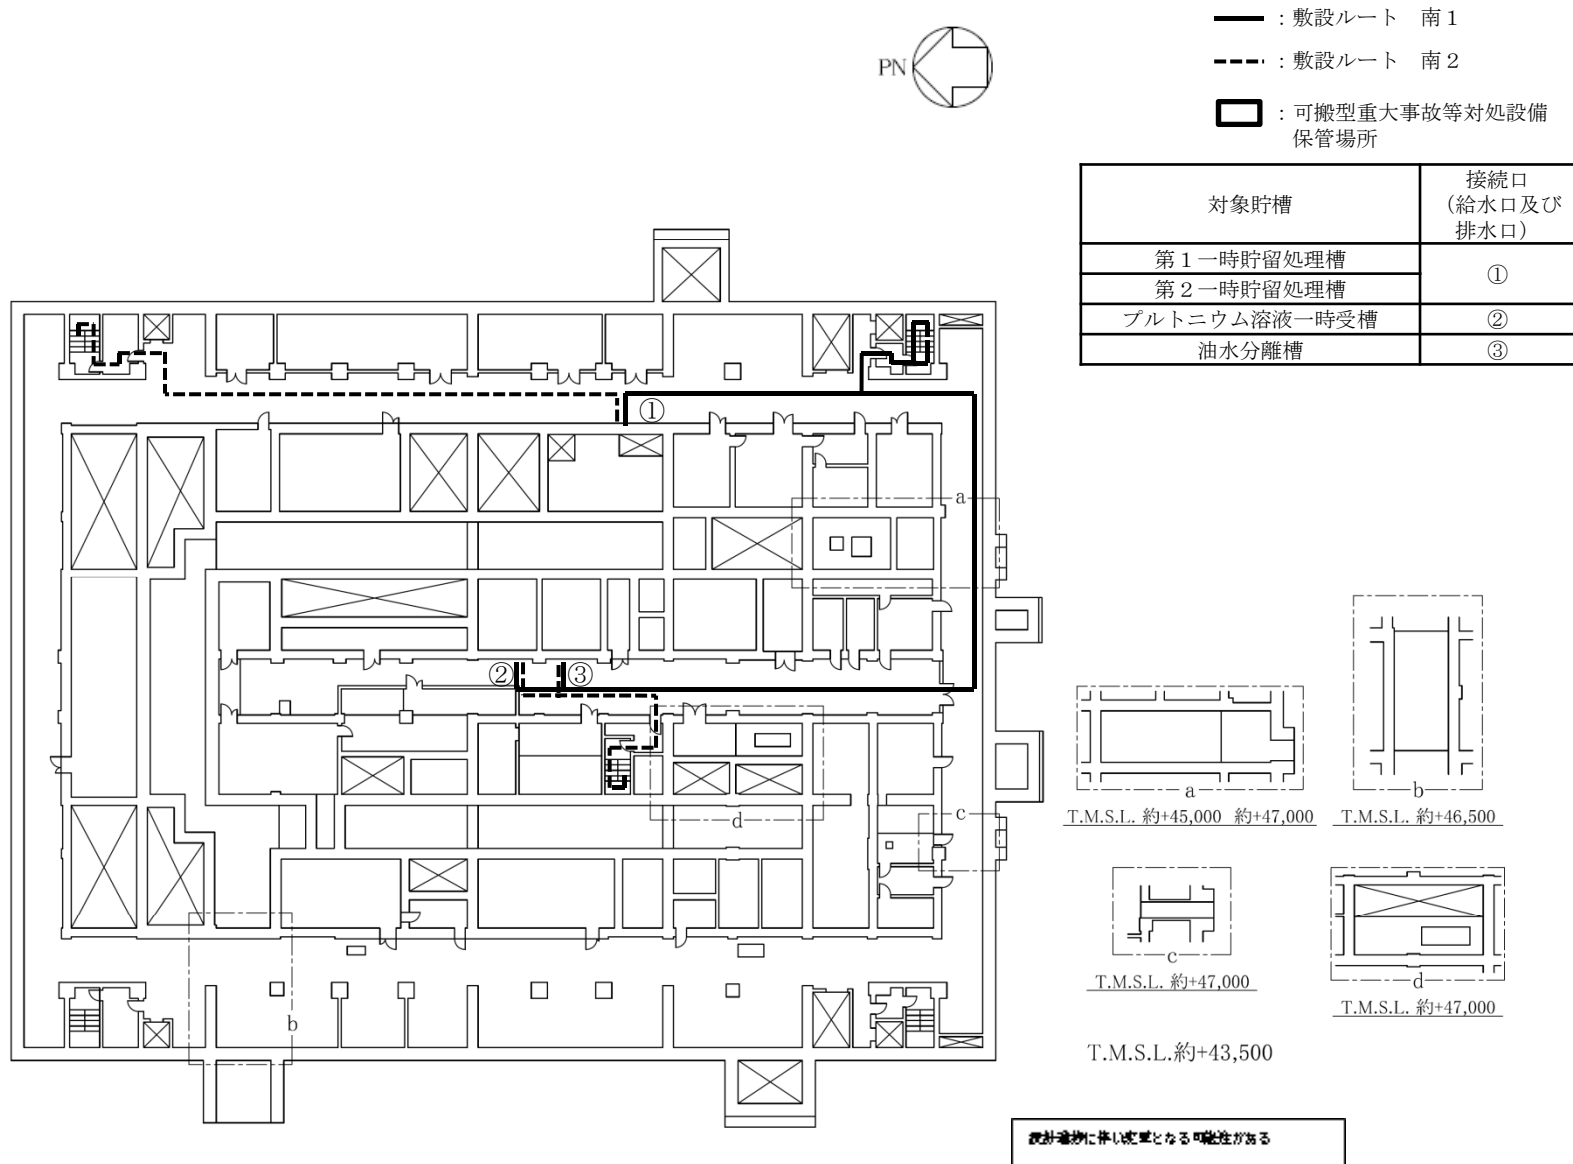 ：敷設ルート　南１
：敷設ルート　南２
：可搬型重大事故等対処設備
保管場所
PN
対象貯槽
接続口
（給水口及び
排水口）
第１一時貯留処理槽
第２一時貯留処理槽
①
プルトニウム溶液一時受槽
②
油水分離槽
③
①
a
②
③
d
c
b
a
T.M.S.L. 約+45,000 約+47,000
b
T.M.S.L. 約+46,500
c
T.M.S.L. 約+47,000
d
T.M.S.L. 約+47,000
T.M.S.L.約+43,500
設計進捗に伴い変更となる可能性がある